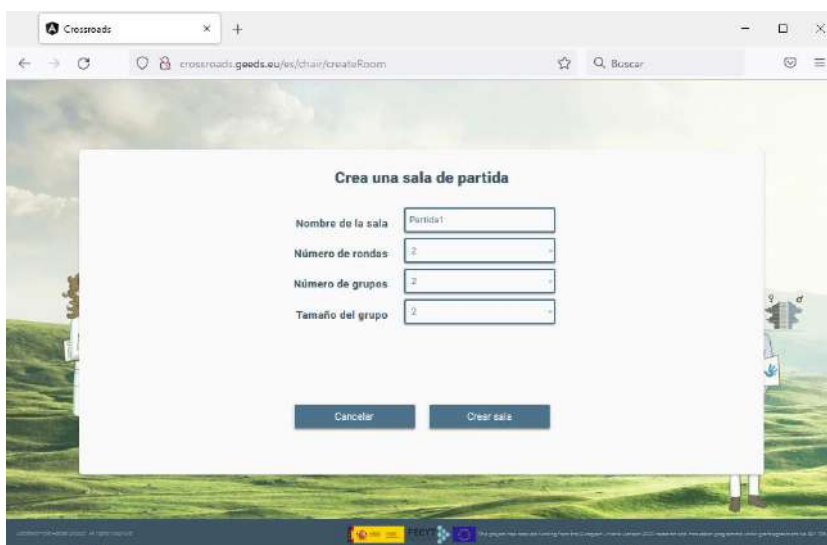 Crossroads
crossroads.geeds.eu/es/chair/createRoom
Buscar
Crea una sala de partida
Nombre de la sala
Partida1
Número de rondas
2
Número de grupos
2
Tamaño del grupo
2
Cancelar
Crear sala
FECYT